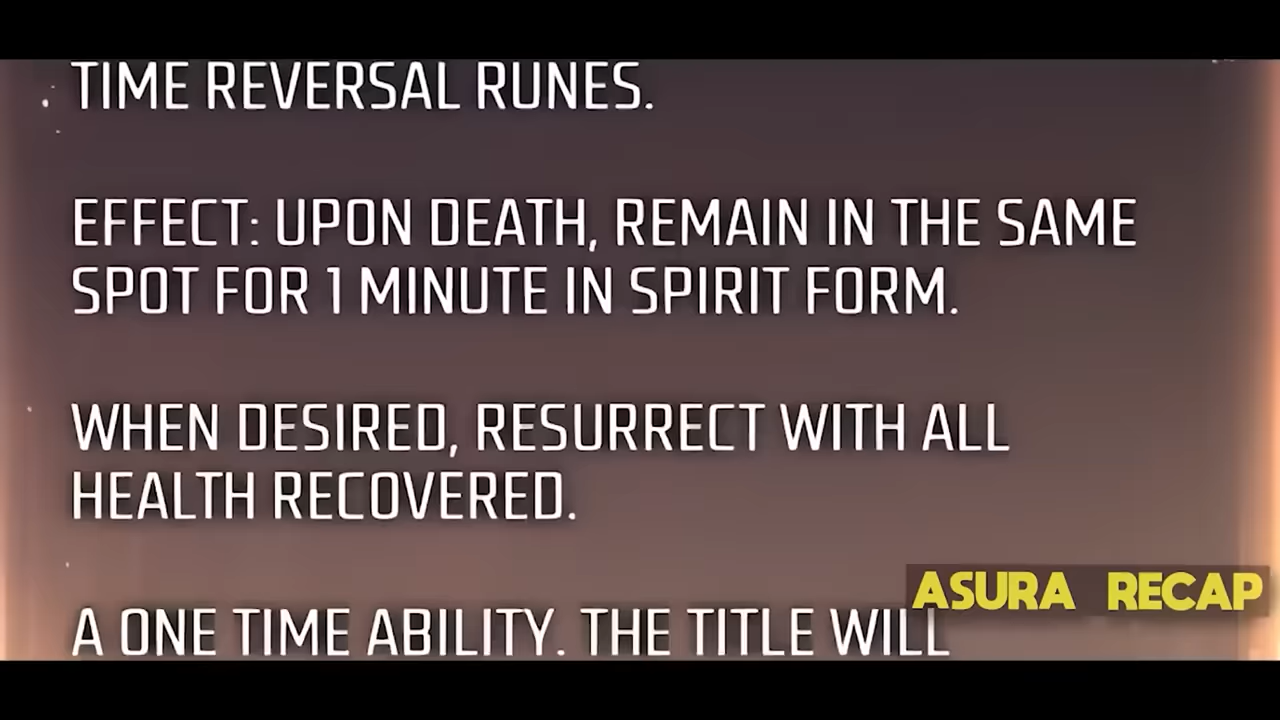 TIME REVERSAL RUNES.
EFFECT: UPON DEATH, REMAIN IN THE SAME
SPOT FOR 1 MINUTE IN SPIRIT FORM.
WHEN DESIRED, RESURRECT WITH ALL
HEALTH RECOVERED.
ASURA RECAP
A ONE TIME ABILITY. THE TITLE WILL